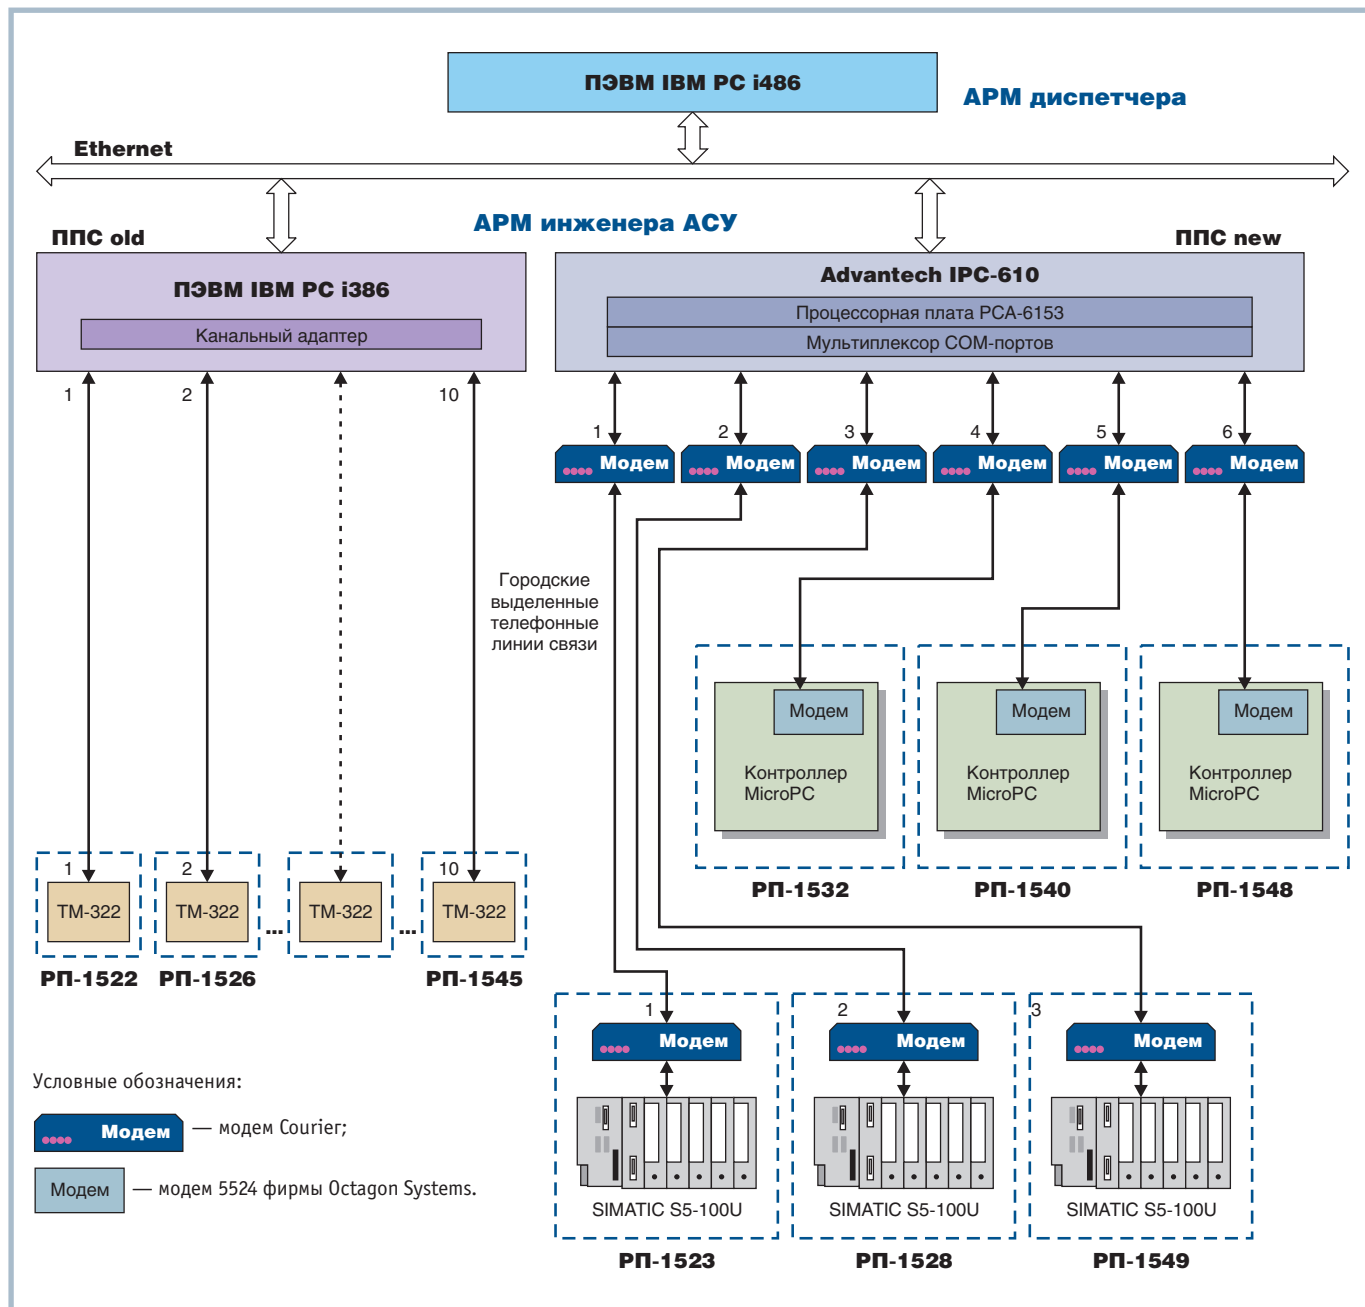 ПЭВМ IBM PC i486
АРМ диспетчера
Ethernet
АРМ инженера АСУ
ППС old
ППС new
ПЭВМ IBM PC i386
Канальный адаптер
Advantech IPC-610
Процессорная плата PCA-6153
Мультиплексор COM-портов
1
2
10
1
2
3
4
5
6
Модем
Модем
Модем
Модем
Модем
Модем
Городские
выделенные
телефонные
линии связи
Модем
Контроллер
MicroPC
Модем
Контроллер
MicroPC
Модем
Контроллер
MicroPC
РП-1532
РП-1540
РП-1548
1
2
10
ТМ-322
ТМ-322
...
ТМ-322
...
ТМ-322
РП-1522
РП-1526
РП-1545
1
2
3
Модем
Модем
Модем
SIMATIC S5-100U
SIMATIC S5-100U
SIMATIC S5-100U
РП-1523
РП-1528
РП-1549
Условные обозначения:
Модем — модем Courier;
Модем — модем 5524 фирмы Octagon Systems.